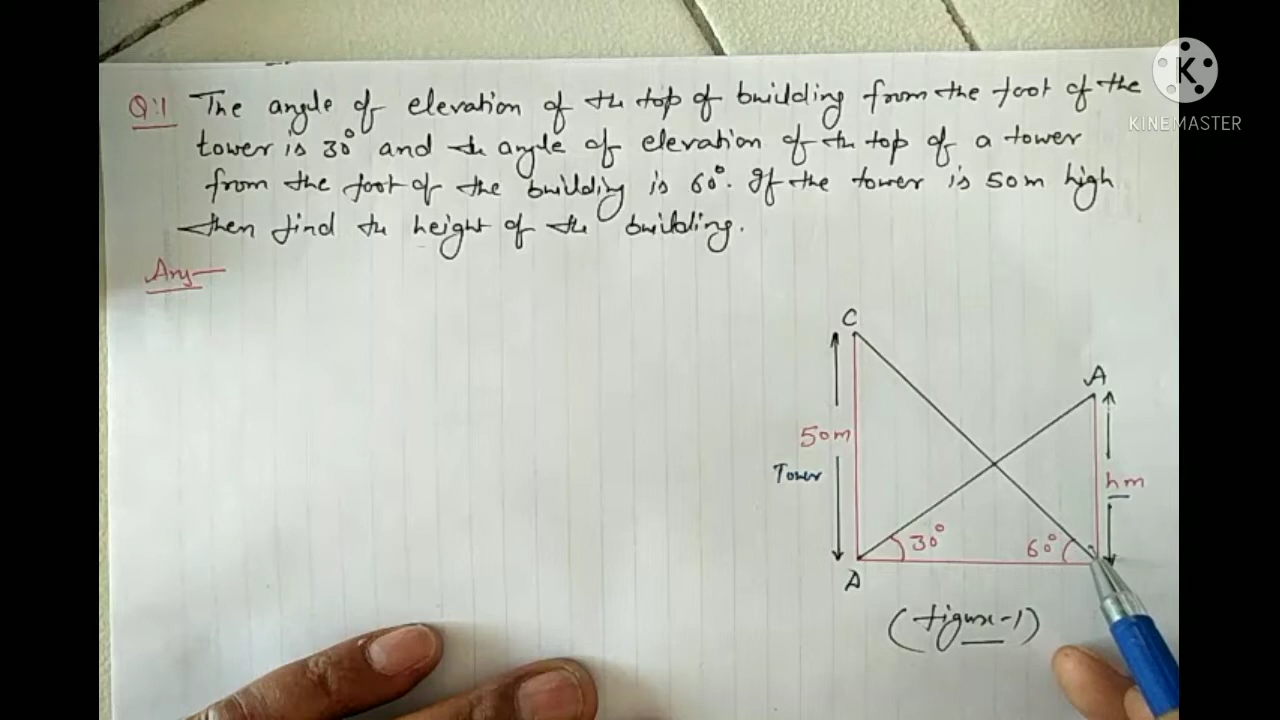 Q:1 The angle of elevation of the top of building from the foot of the
tower is 30° and the angle of elevation of the top of a tower
from the foot of the building is 60°. If the tower is 50m high
then find the height of the building.
Ans
C
A
50m
Tower
hm
30°
60°
D
(figure-1)
K
KINEMASTER